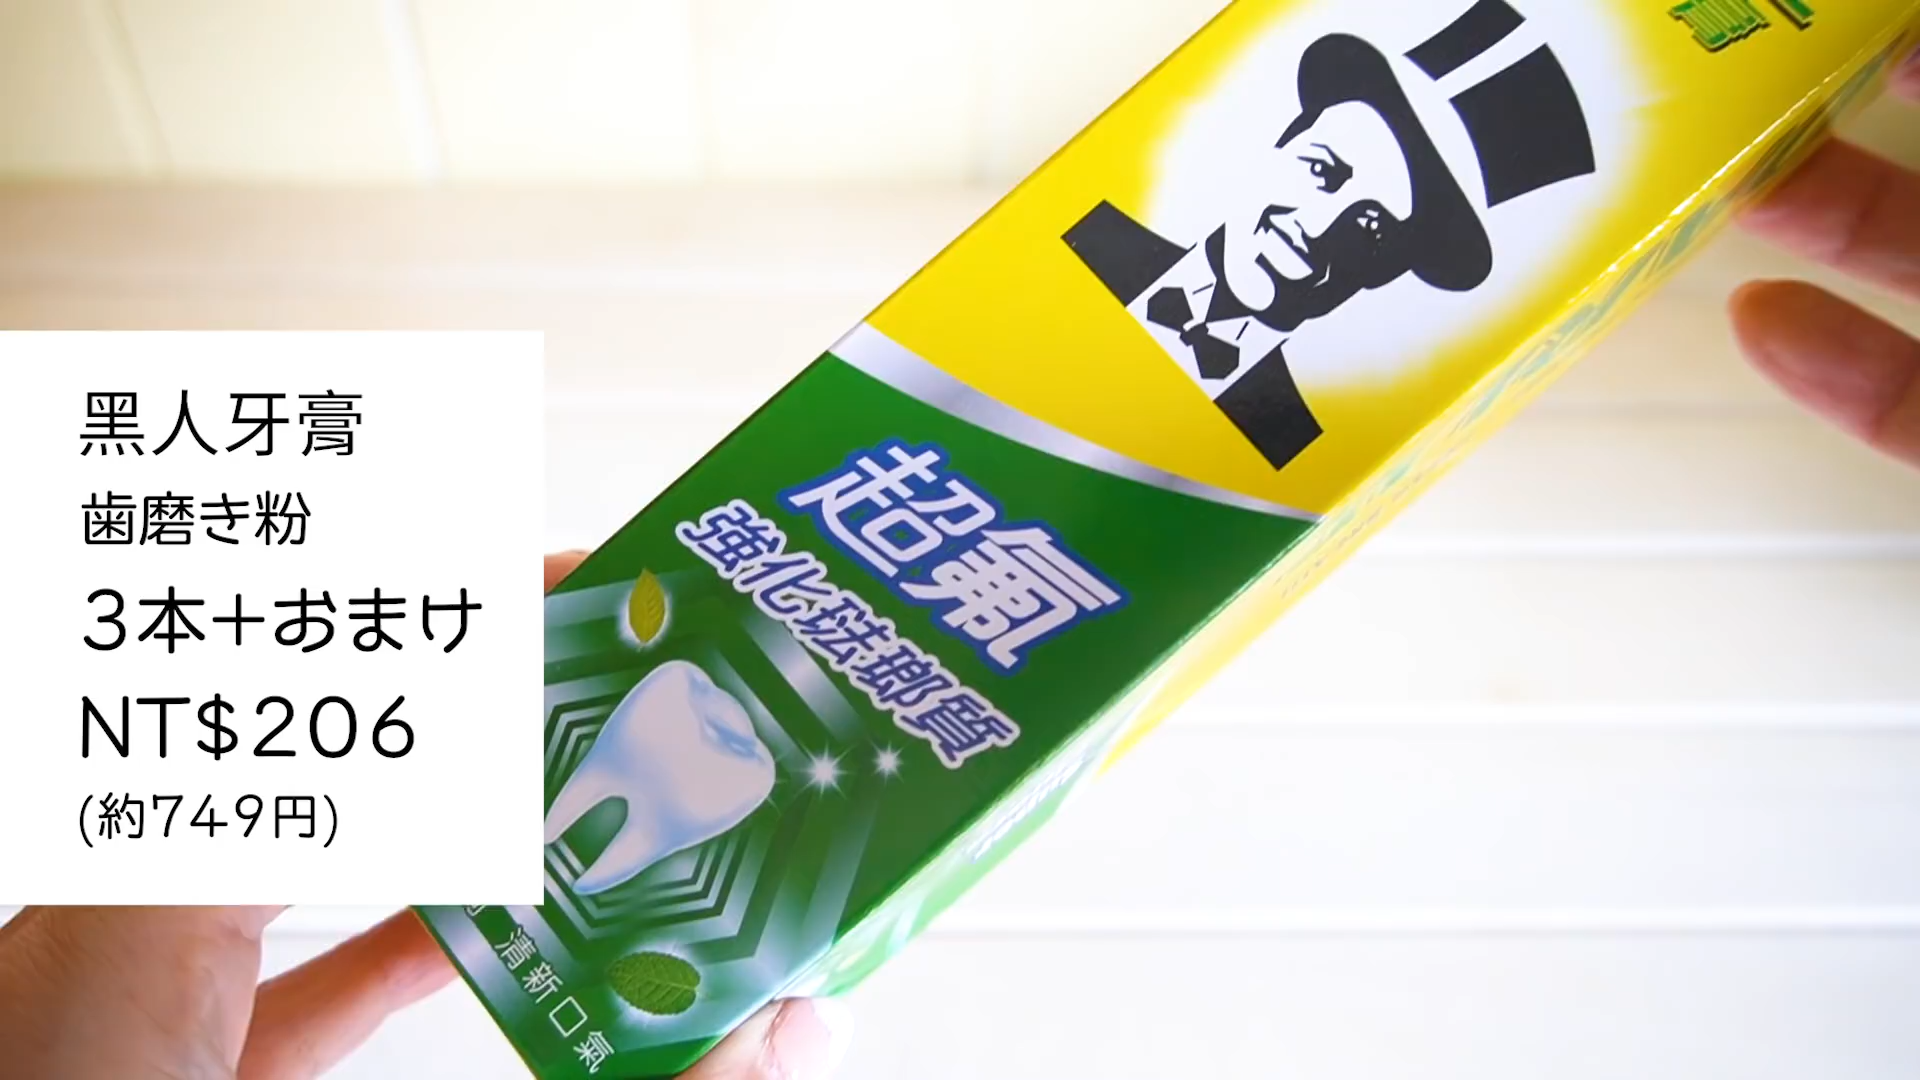 黑人牙膏
歯磨き粉
3本+おまけ
NT$206
(約749円)
膏
超氟
強化琺瑯質
清新口氣